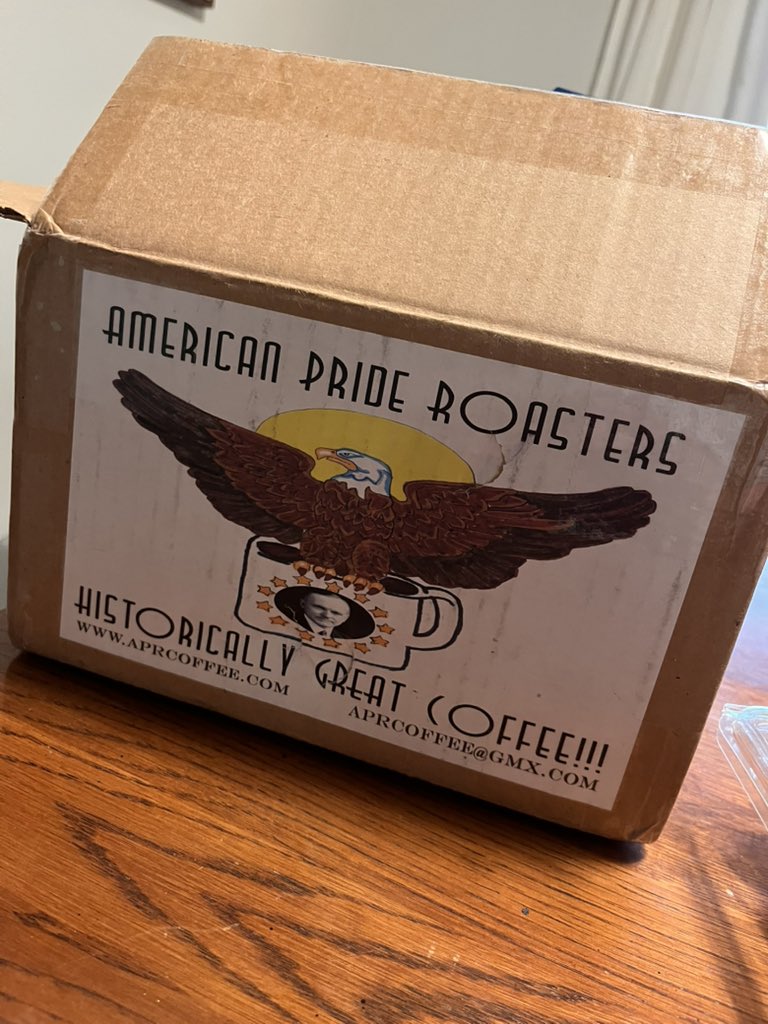 AMERICAN PRIDE ROASTERS
HISTORICALLY GREAT COFFEE!!!
WWW.APRCOFFEE.COM
APRCOFFEE@GMX.COM